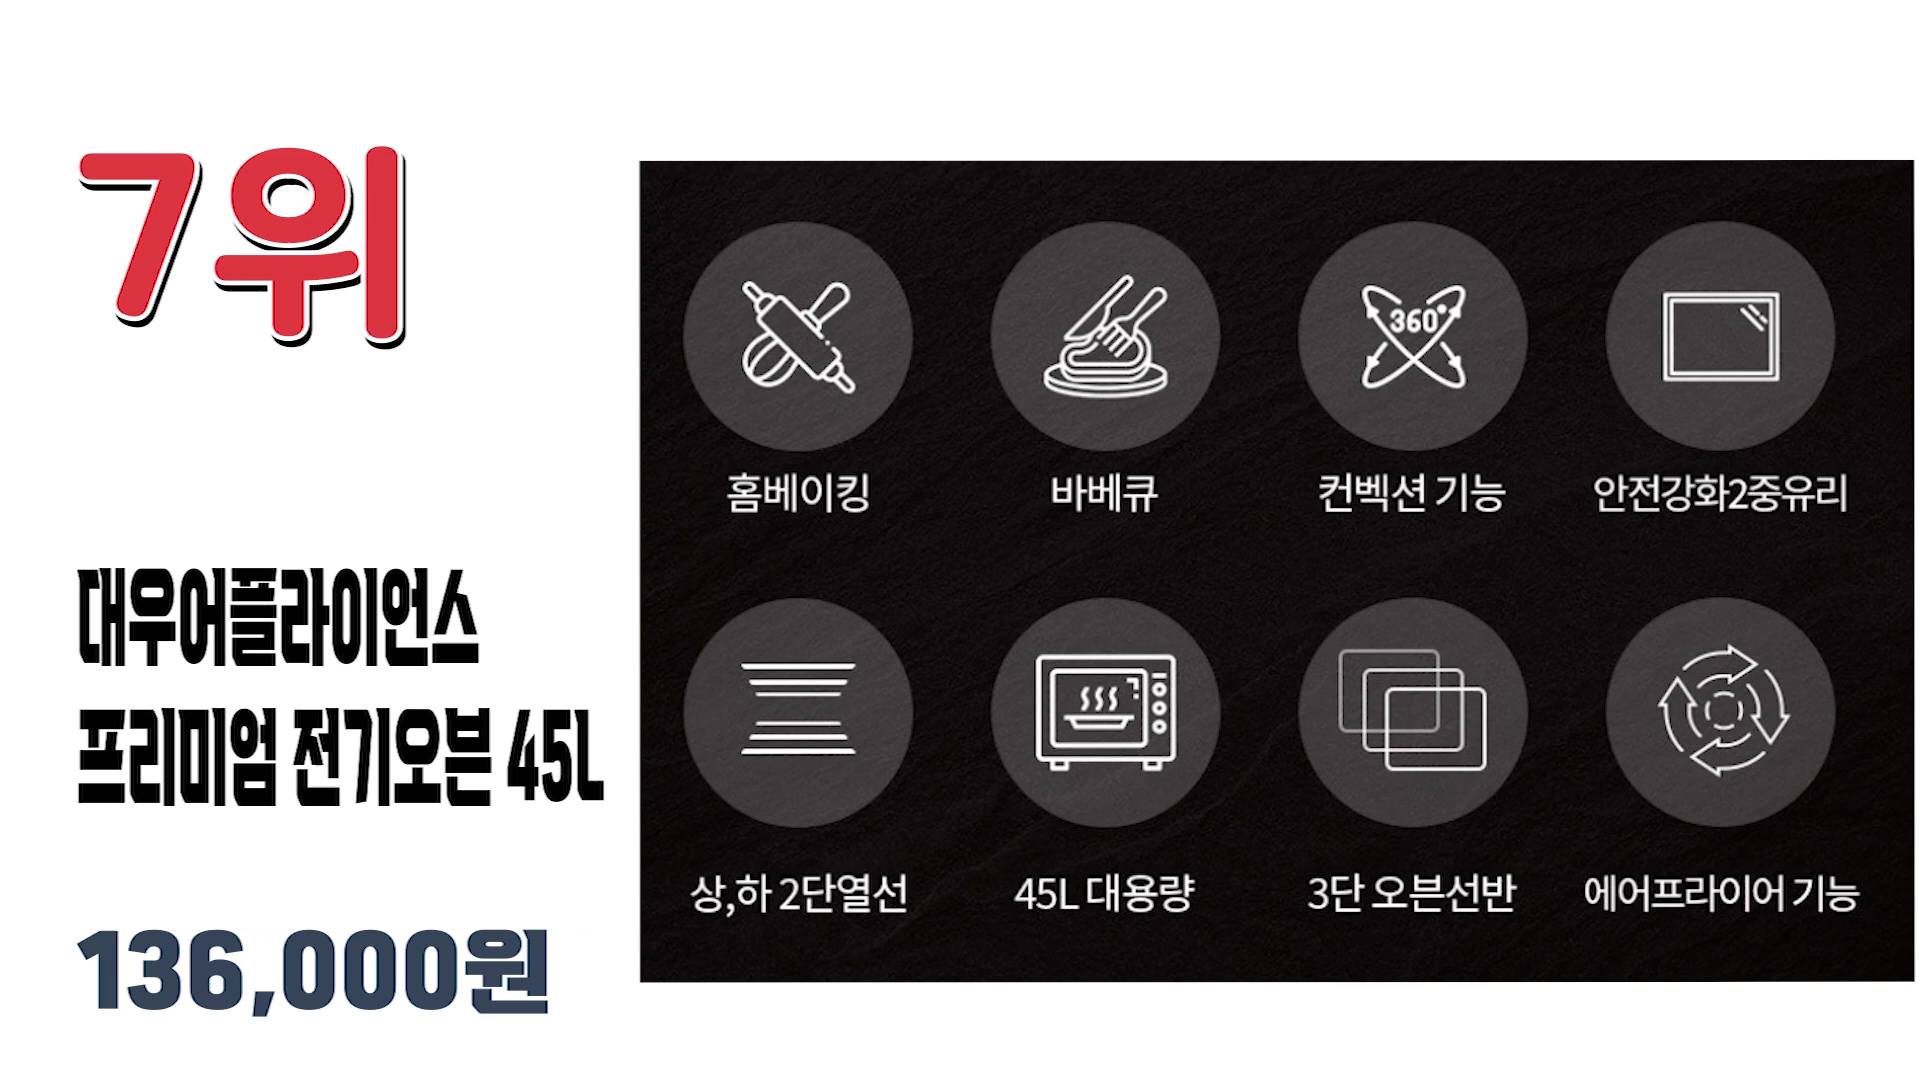 7위
대우어플라이언스
프리미엄 전기오븐 45L
136,000원
360°
홈베이킹
바베큐
컨벡션 기능
안전강화2중유리
상,하 2단열선
45L 대용량
3단 오븐선반
에어프라이어 기능